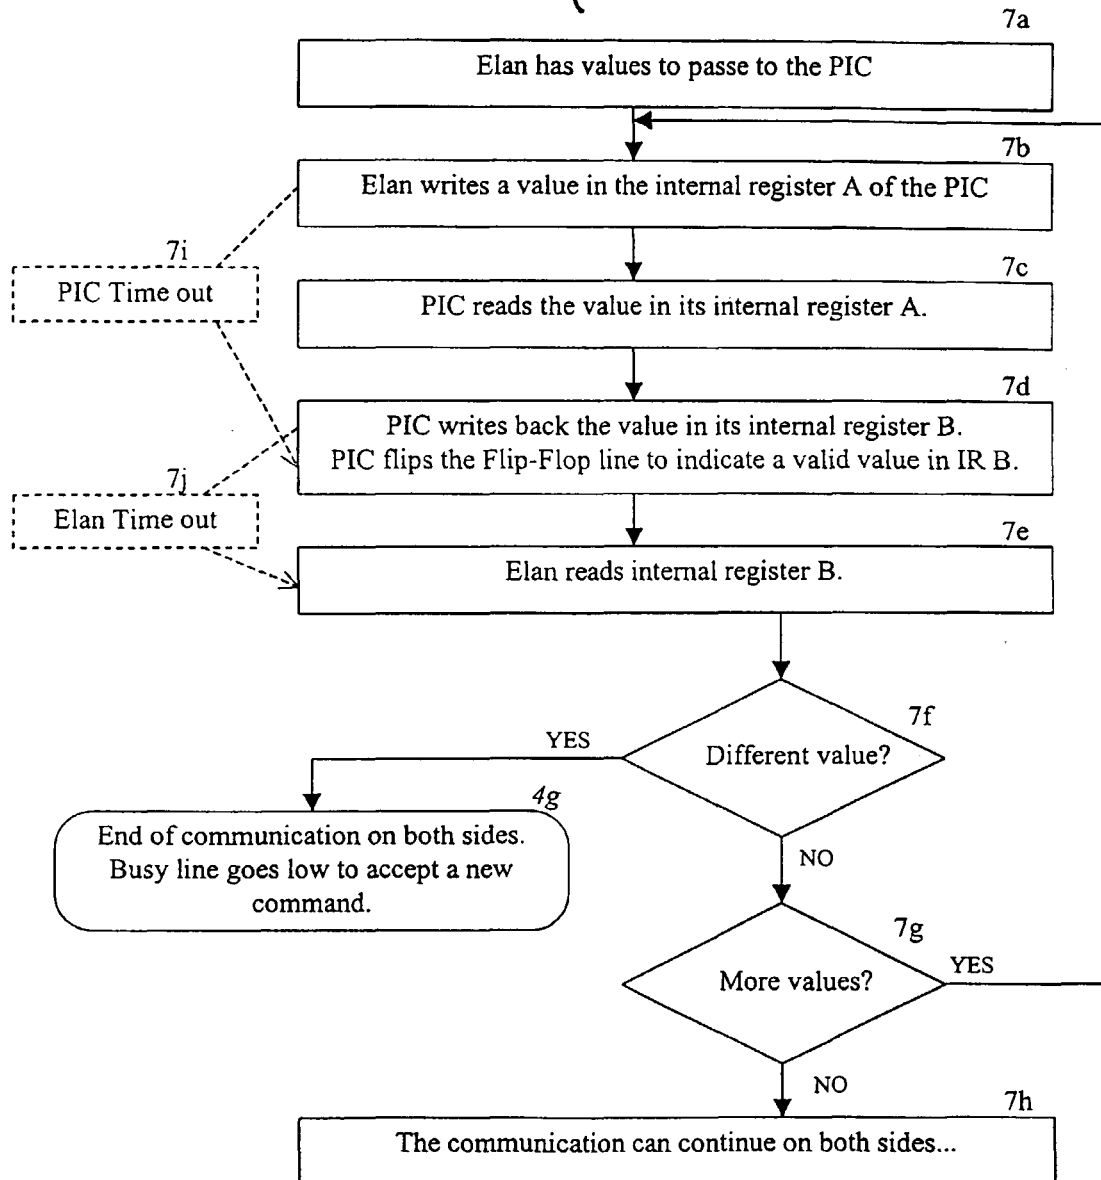 7a
Elan has values to passe to the PIC
7b
Elan writes a value in the internal register A of the PIC
7i
PIC Time out
7c
PIC reads the value in its internal register A.
7d
PIC writes back the value in its internal register B.
PIC flips the Flip-Flop line to indicate a valid value in IR B.
7j
Elan Time out
7e
Elan reads internal register B.
7f
Different value?
YES
4g
End of communication on both sides.
Busy line goes low to accept a new
command.
NO
7g
More values?
YES
NO
7h
The communication can continue on both sides...